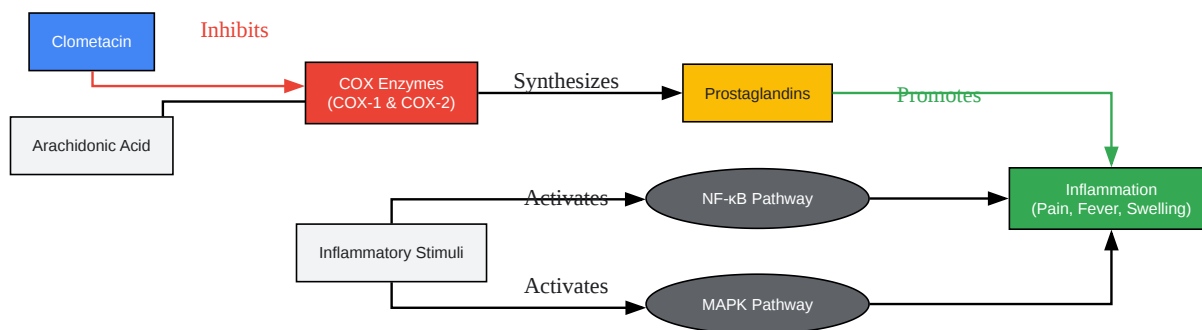 Clometacin
Inhibits
COX Enzymes
(COX-1 & COX-2)
Synthesizes
Prostaglandins
Promotes
Arachidonic Acid
Activates
NF-κB Pathway
Inflammation
(Pain, Fever, Swelling)
Inflammatory Stimuli
Activates
MAPK Pathway